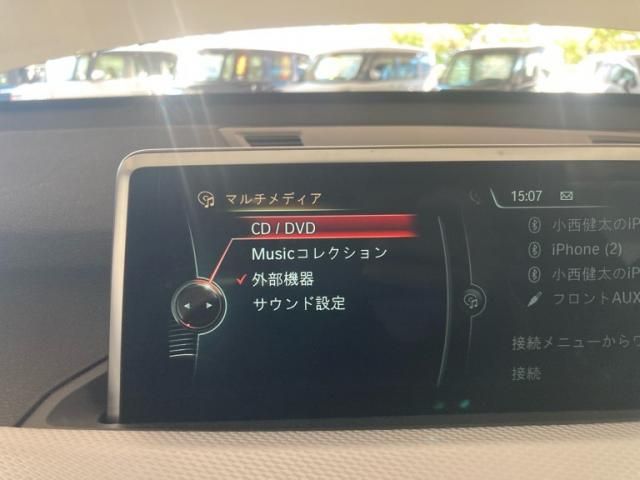 マルチメディア
15:07
CD / DVD
Musicコレクション
外部機器
サウンド設定
小西健太のiP
iPhone (2)
小西健太のiP
フロントAUX
接続メニューから
接続